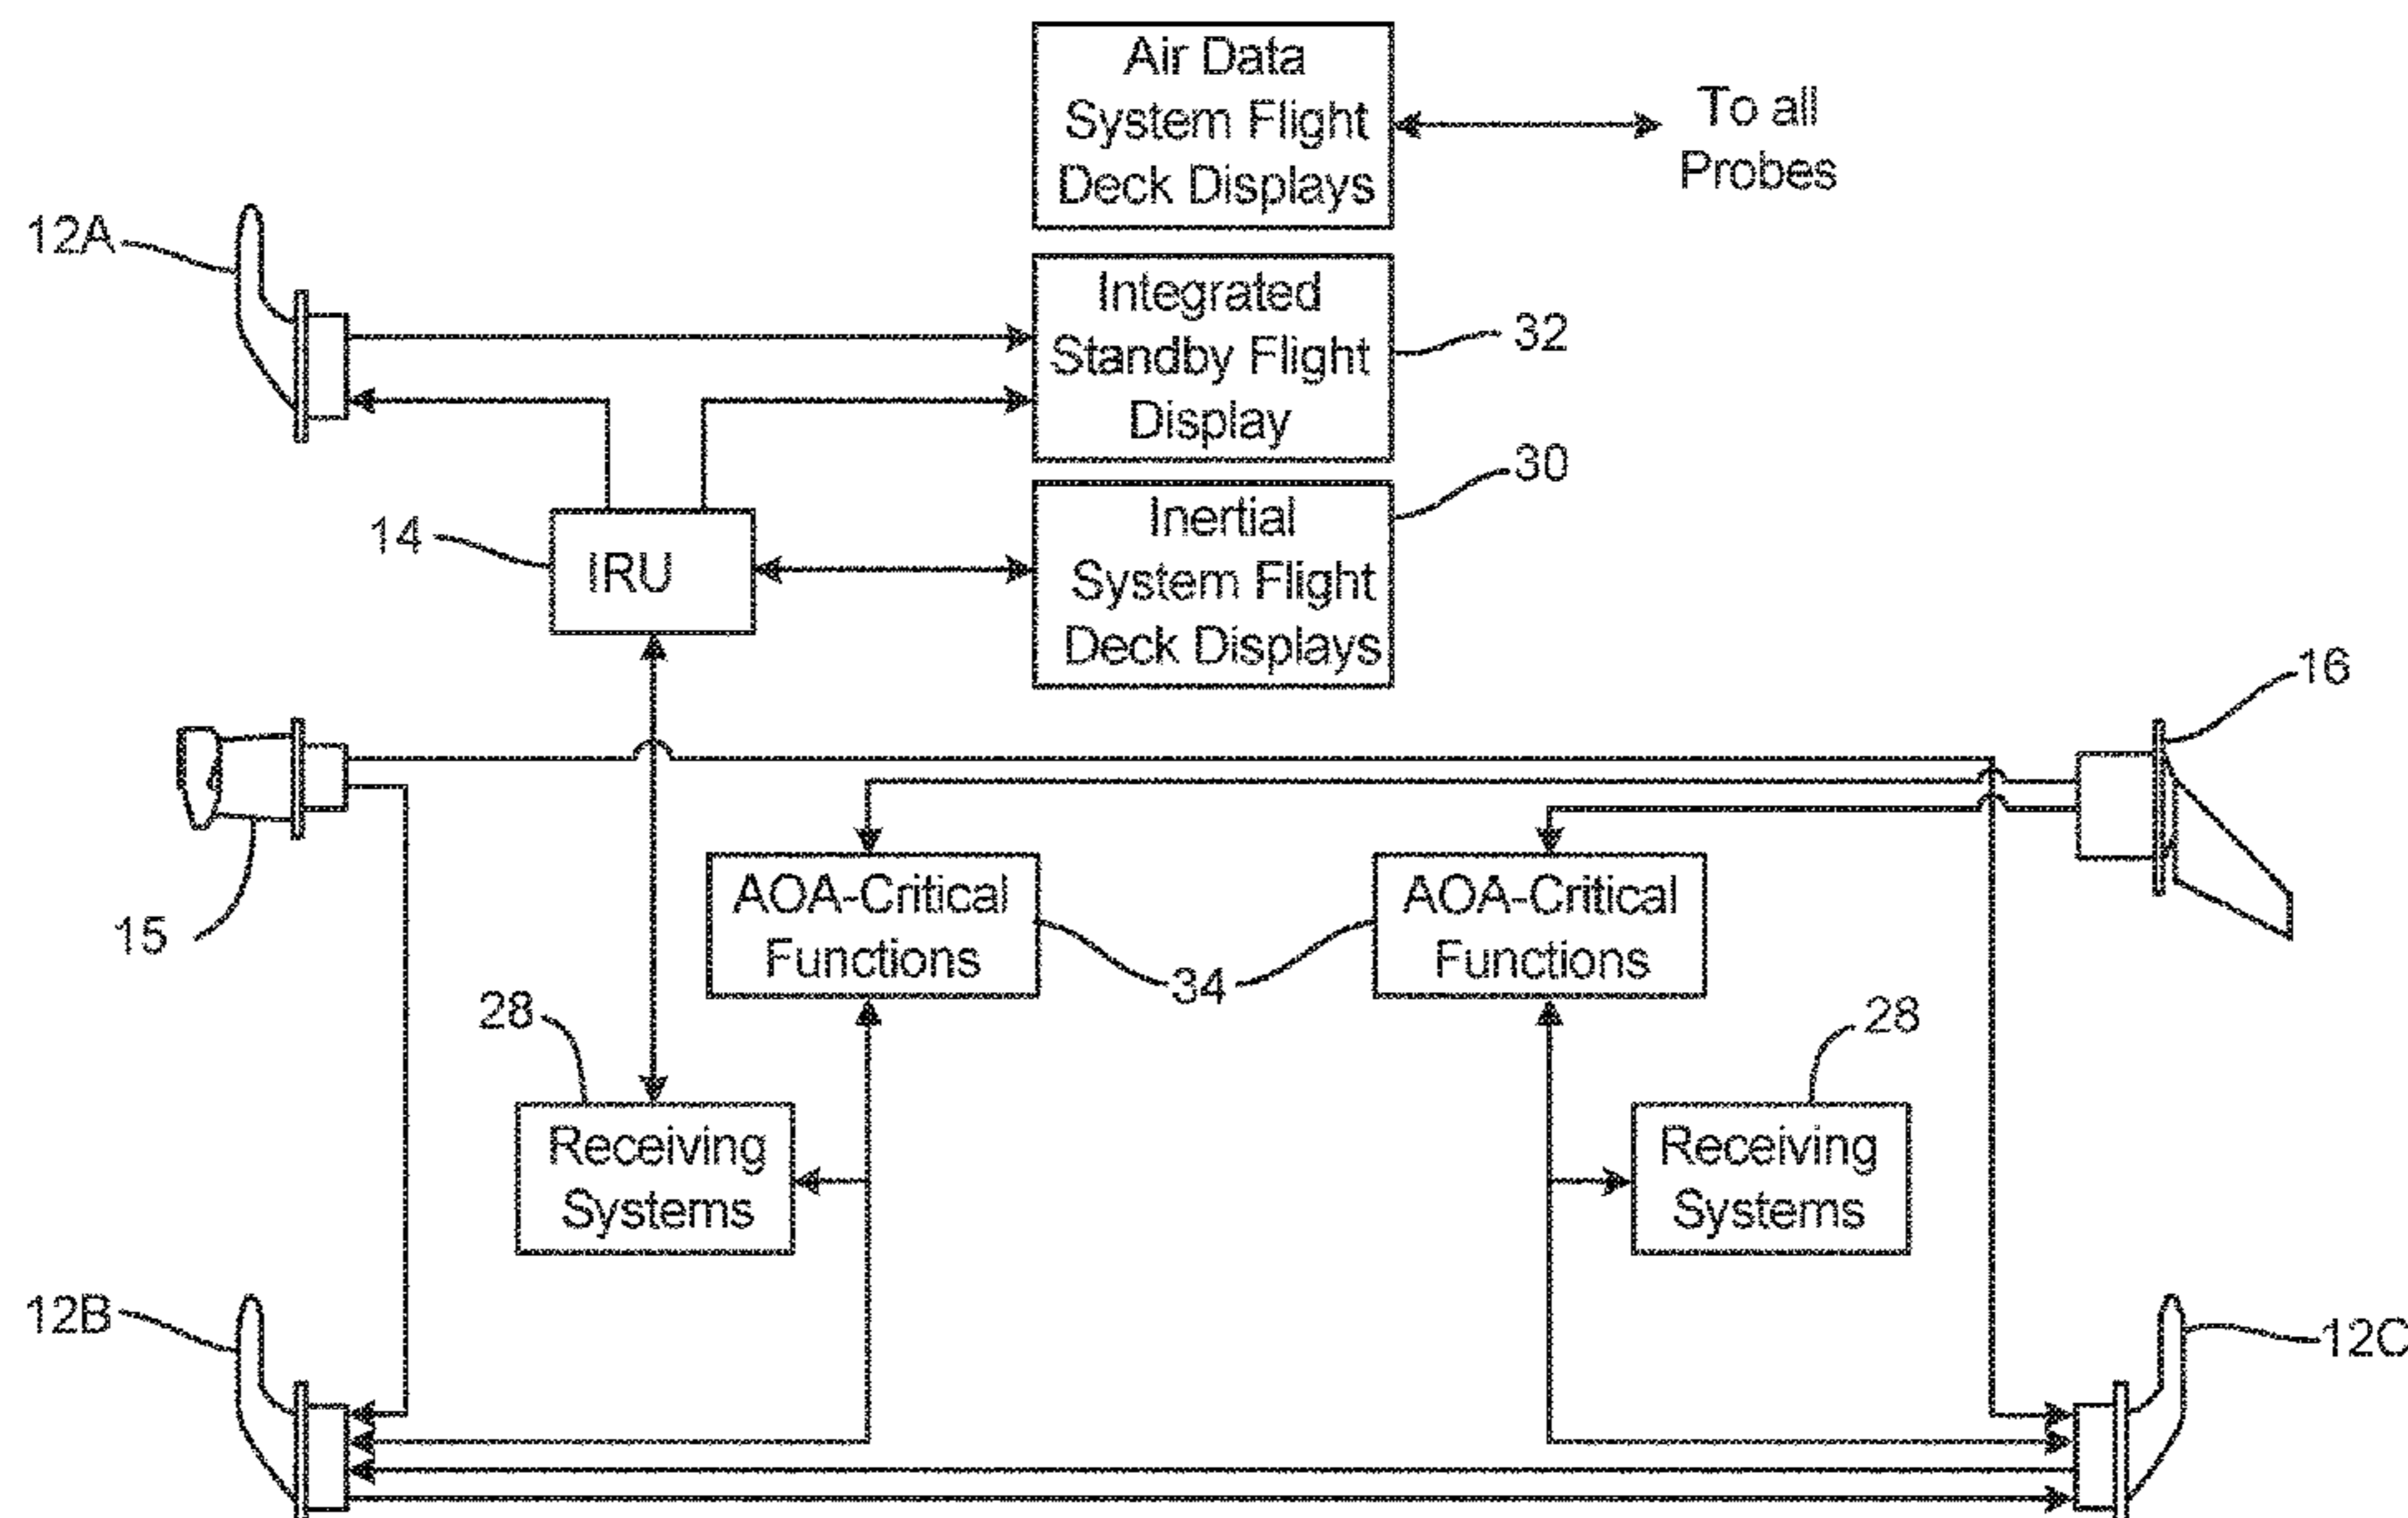 Air Data
System Flight
Deck Displays
To all
Probes
12A
Integrated
Standby Flight
Display
32
30
14
IRU
Inertial
System Flight
Deck Displays
16
15
AOA-Critical
Functions
34
AOA-Critical
Functions
28
Receiving
Systems
28
Receiving
Systems
12B
12C